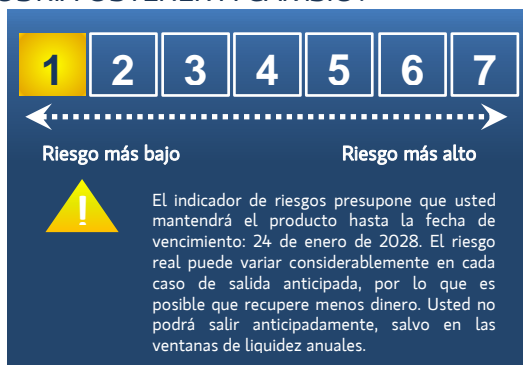 1 2 3 4 5 6 7
Riesgo más bajo Riesgo más alto
!
El indicador de riesgos presupone que usted
mantendrá el producto hasta la fecha de
vencimiento: 24 de enero de 2028. El riesgo
real puede variar considerablemente en cada
caso de salida anticipada, por lo que es
posible que recupere menos dinero. Usted no
podrá salir anticipadamente, salvo en las
ventanas de liquidez anuales.